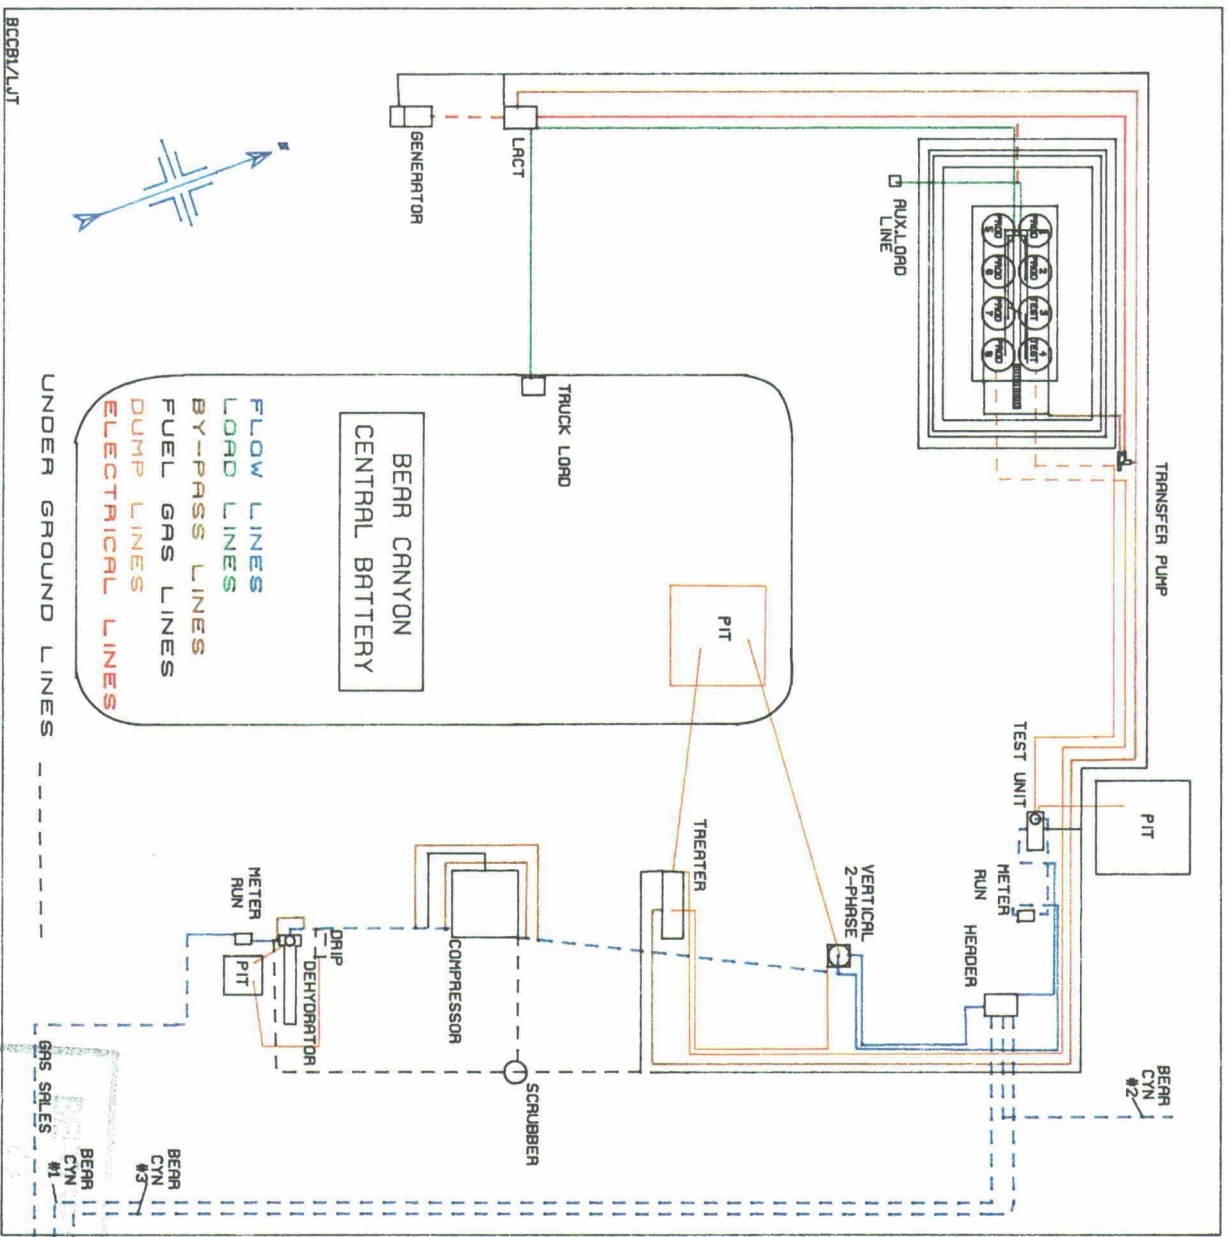 BCCB1/LJT
GENERATOR
LACT
AUX.LOAD
LINE
PROD
1
PROD
2
TEST
3
TEST
4
PROD
5
PROD
6
PROD
7
PROD
8
TRANSFER PUMP
TRUCK LOAD
BEAR CANYON
CENTRAL BATTERY
FLOW LINES
LOAD LINES
BY-PASS LINES
FUEL GAS LINES
DUMP LINES
ELECTRICAL LINES
UNDER GROUND LINES
PIT
PIT
TEST UNIT
METER
RUN
HEADER
VERTICAL
2-PHASE
TREATER
COMPRESSOR
DRIP
DEHYDRATOR
METER
RUN
PIT
SCRUBBER
GAS SALES
BEAR
CYN
#1
BEAR
CYN
#3
BEAR
CYN
#2